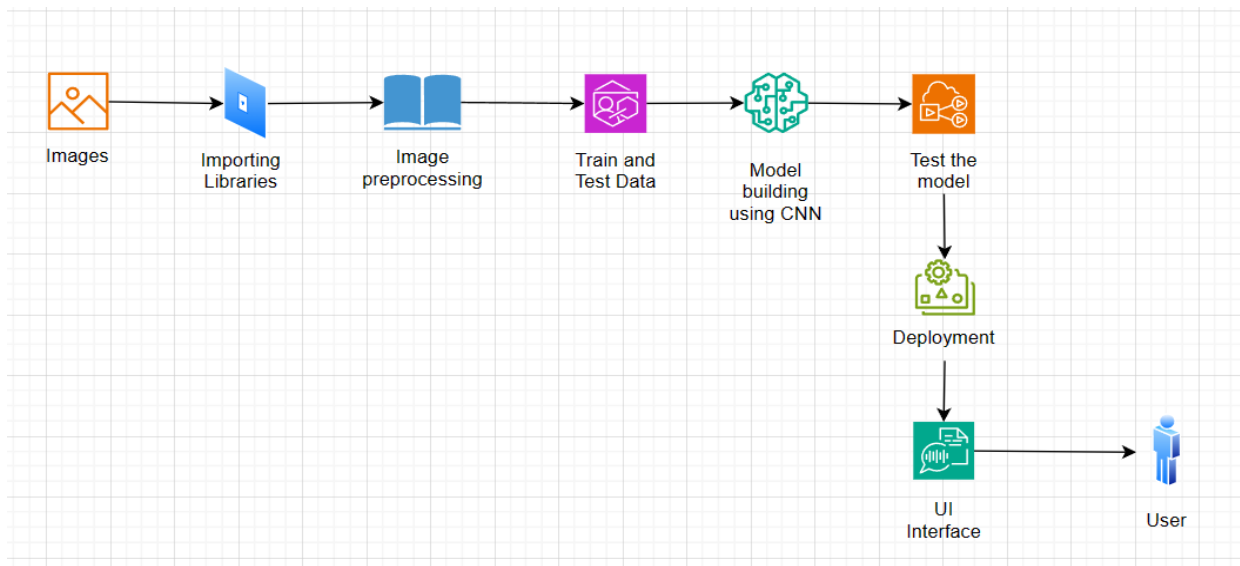 Images
Importing
Libraries
Image
preprocessing
Train and
Test Data
Model
building
using CNN
Test the
model
Deployment
UI
Interface
User